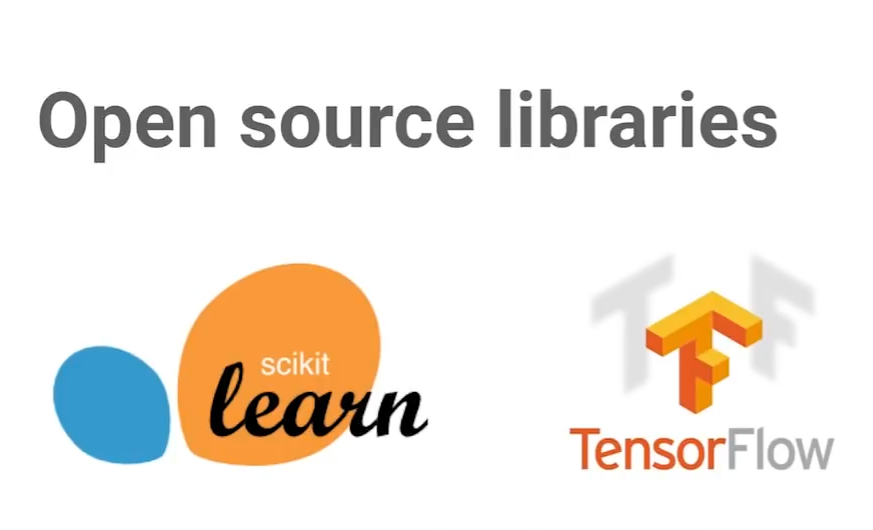 Open source libraries
scikit
learn
TensorFlow